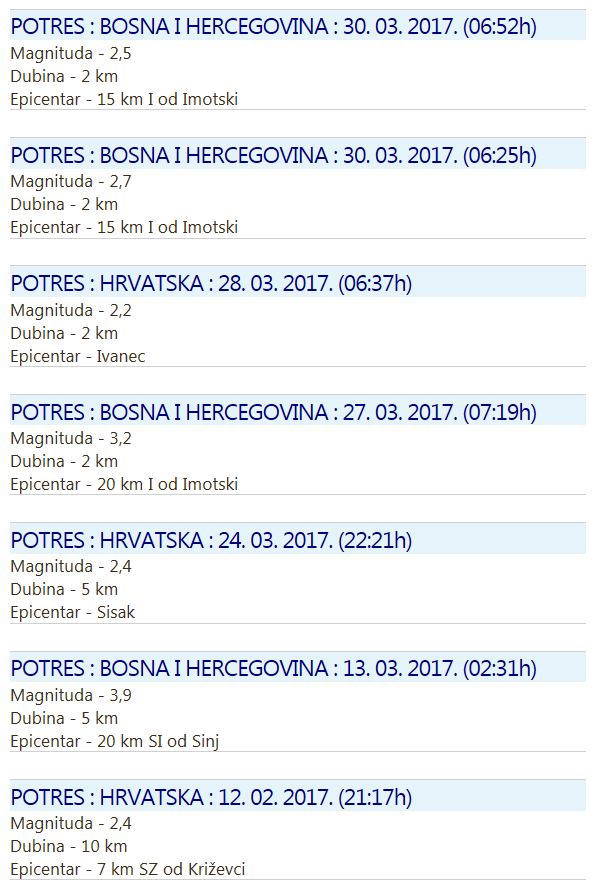 POTRES : BOSNA I HERCEGOVINA : 30. 03. 2017. (06:52h)
Magnituda - 2,5
Dubina - 2 km
Epicentar - 15 km I od Imotski
POTRES : BOSNA I HERCEGOVINA : 30. 03. 2017. (06:25h)
Magnituda - 2,7
Dubina - 2 km
Epicentar - 15 km I od Imotski
POTRES : HRVATSKA : 28. 03. 2017. (06:37h)
Magnituda - 2,2
Dubina - 2 km
Epicentar - Ivanec
POTRES : BOSNA I HERCEGOVINA : 27. 03. 2017. (07:19h)
Magnituda - 3,2
Dubina - 2 km
Epicentar - 20 km I od Imotski
POTRES : HRVATSKA : 24. 03. 2017. (22:21h)
Magnituda - 2,4
Dubina - 5 km
Epicentar - Sisak
POTRES : BOSNA I HERCEGOVINA : 13. 03. 2017. (02:31h)
Magnituda - 3,9
Dubina - 5 km
Epicentar - 20 km SI od Sinj
POTRES : HRVATSKA : 12. 02. 2017. (21:17h)
Magnituda - 2,4
Dubina - 10 km
Epicentar - 7 km SZ od Križevci